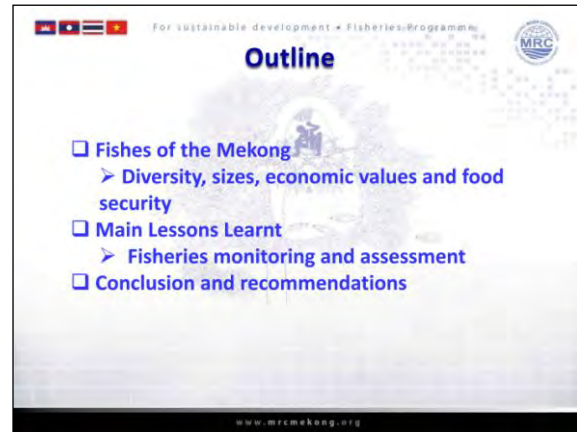 For sustainable development • Fisheries Programme
MRC
Outline
❑ Fishes of the Mekong
➢ Diversity, sizes, economic values and food
security
❑ Main Lessons Learnt
➢ Fisheries monitoring and assessment
❑ Conclusion and recommendations
www.mrcmekong.org